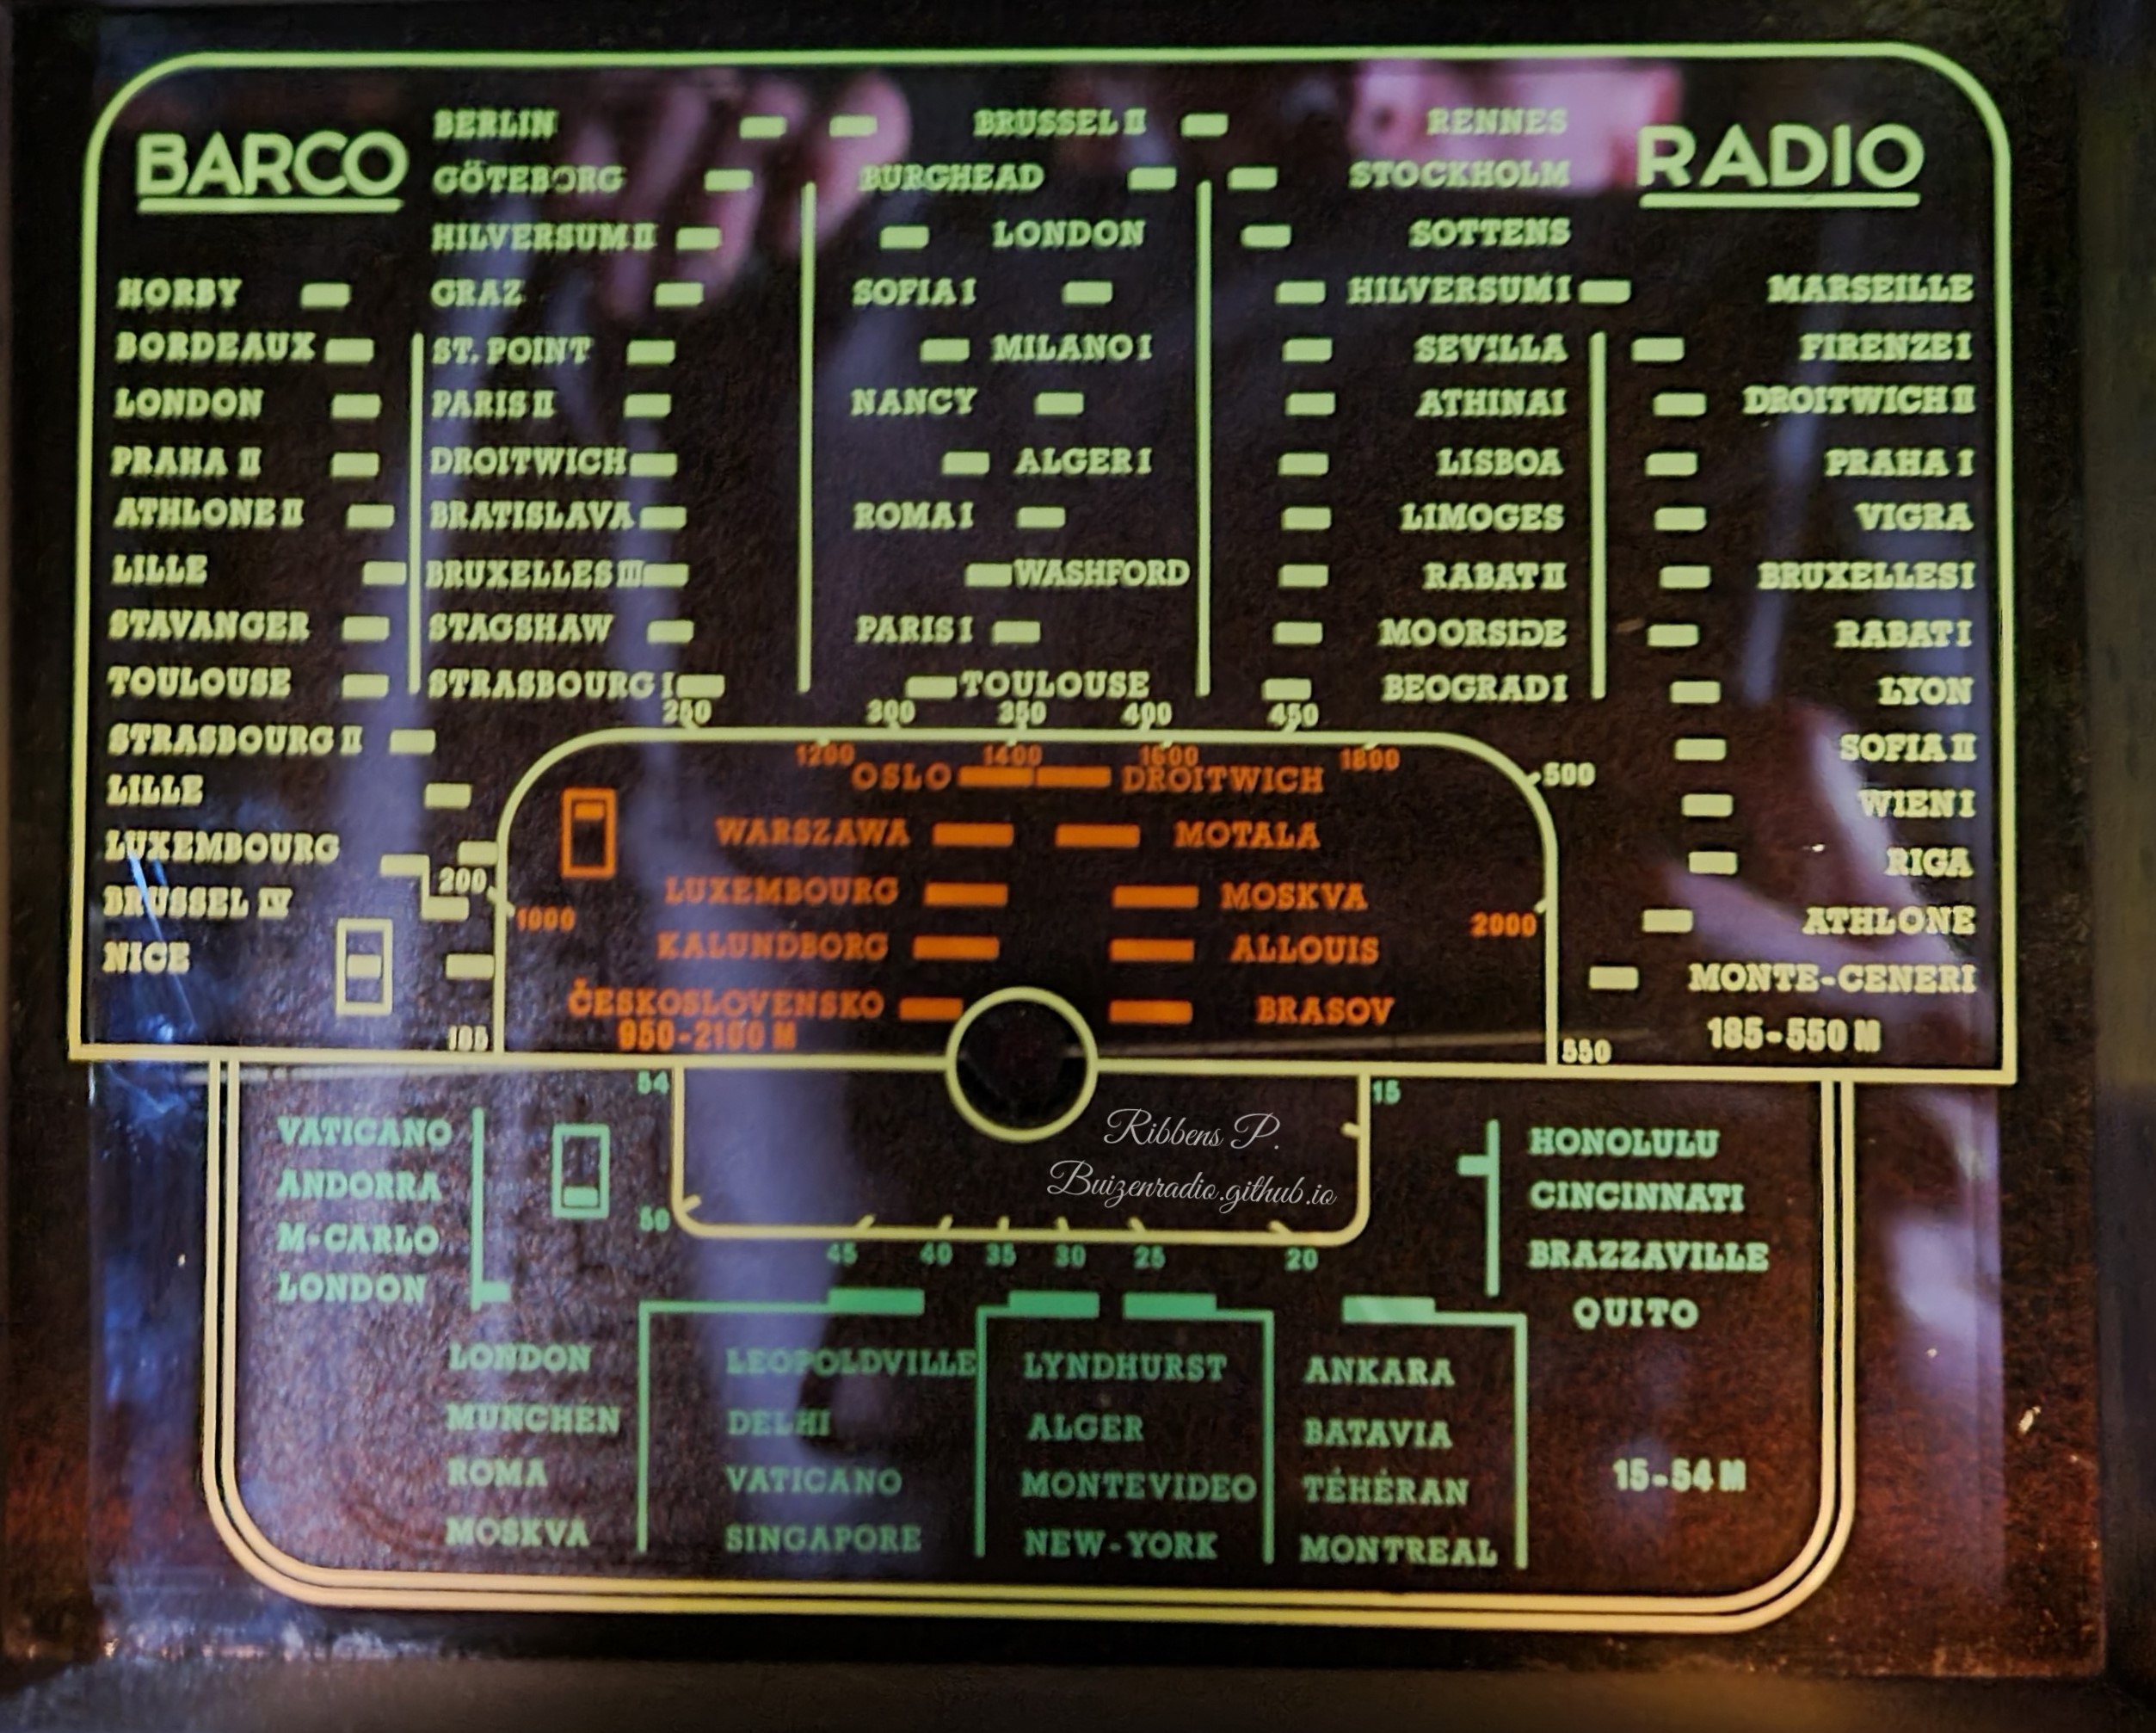 BARCO
RADIO
HORBY
BORDEAUX
LONDON
PRAHA II
ATHLONE II
LILLE
STAVANGER
TOULOUSE
STRASBOURG II
LILLE
LUXEMBOURG
BRUSSEL IV
NICE
BERLIN
GÖTEBORG
HILVERSUM II
GRAZ
ST. POINT
PARIS II
DROITWICH
BRATISLAVA
BRUXELLES III
STAGSHAW
STRASBOURG I
BRUSSEL II
BURGHEAD
LONDON
SOFIA I
MILANO I
NANCY
ALGER I
ROMA I
WASHFORD
PARIS I
TOULOUSE
RENNES
STOCKHOLM
SOTTENS
HILVERSUM I
SEVILLA
ATHINAI
LISBOA
LIMOGES
RABAT II
MOORSIDE
BEOGRAD I
MARSEILLE
FIRENZE I
DROITWICH II
PRAHA I
VIGRA
BRUXELLES I
RABAT I
LYON
SOFIA II
WIEN I
RIGA
ATHLONE
MONTE-CENERI
185-550 M
185 200 250 300 350 400 450 500 550
1000 1200 1400 1600 1800 2000
OSLO DROITWICH
WARSZAWA MOTALA
LUXEMBOURG MOSKVA
KALUNDBORG ALLOUIS
ČESKOSLOVENSKO BRASOV
950-2100 M
54 50 45 40 35 30 25 20 15
Ribbens P.
Buizenradio.github.io
VATICANO
ANDORRA
M-CARLO
LONDON
HONOLULU
CINCINNATI
BRAZZAVILLE
QUITO
LONDON
MUNCHEN
ROMA
MOSKVA
LEOPOLDVILLE
DELHI
VATICANO
SINGAPORE
LYNDHURST
ALGER
MONTEVIDEO
NEW-YORK
ANKARA
BATAVIA
TÉHÉRAN
MONTREAL
15-54 M